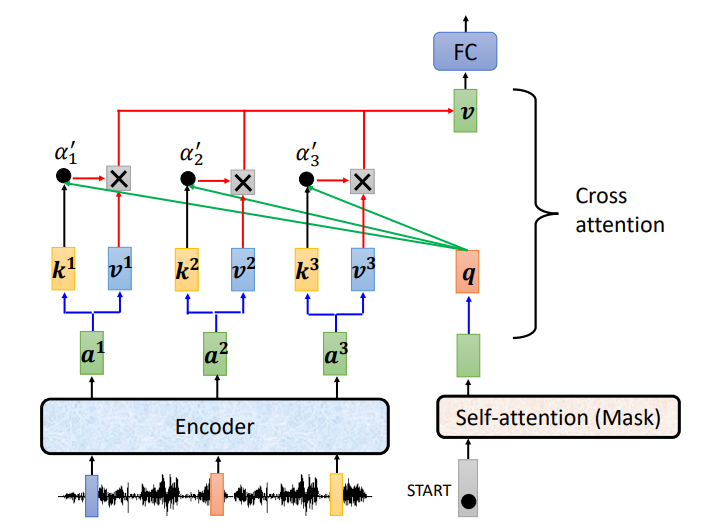 FC
v
α′₁
α′₂
α′₃
Cross
attention
k¹
v¹
k²
v²
k³
v³
q
a¹
a²
a³
Encoder
Self-attention (Mask)
START